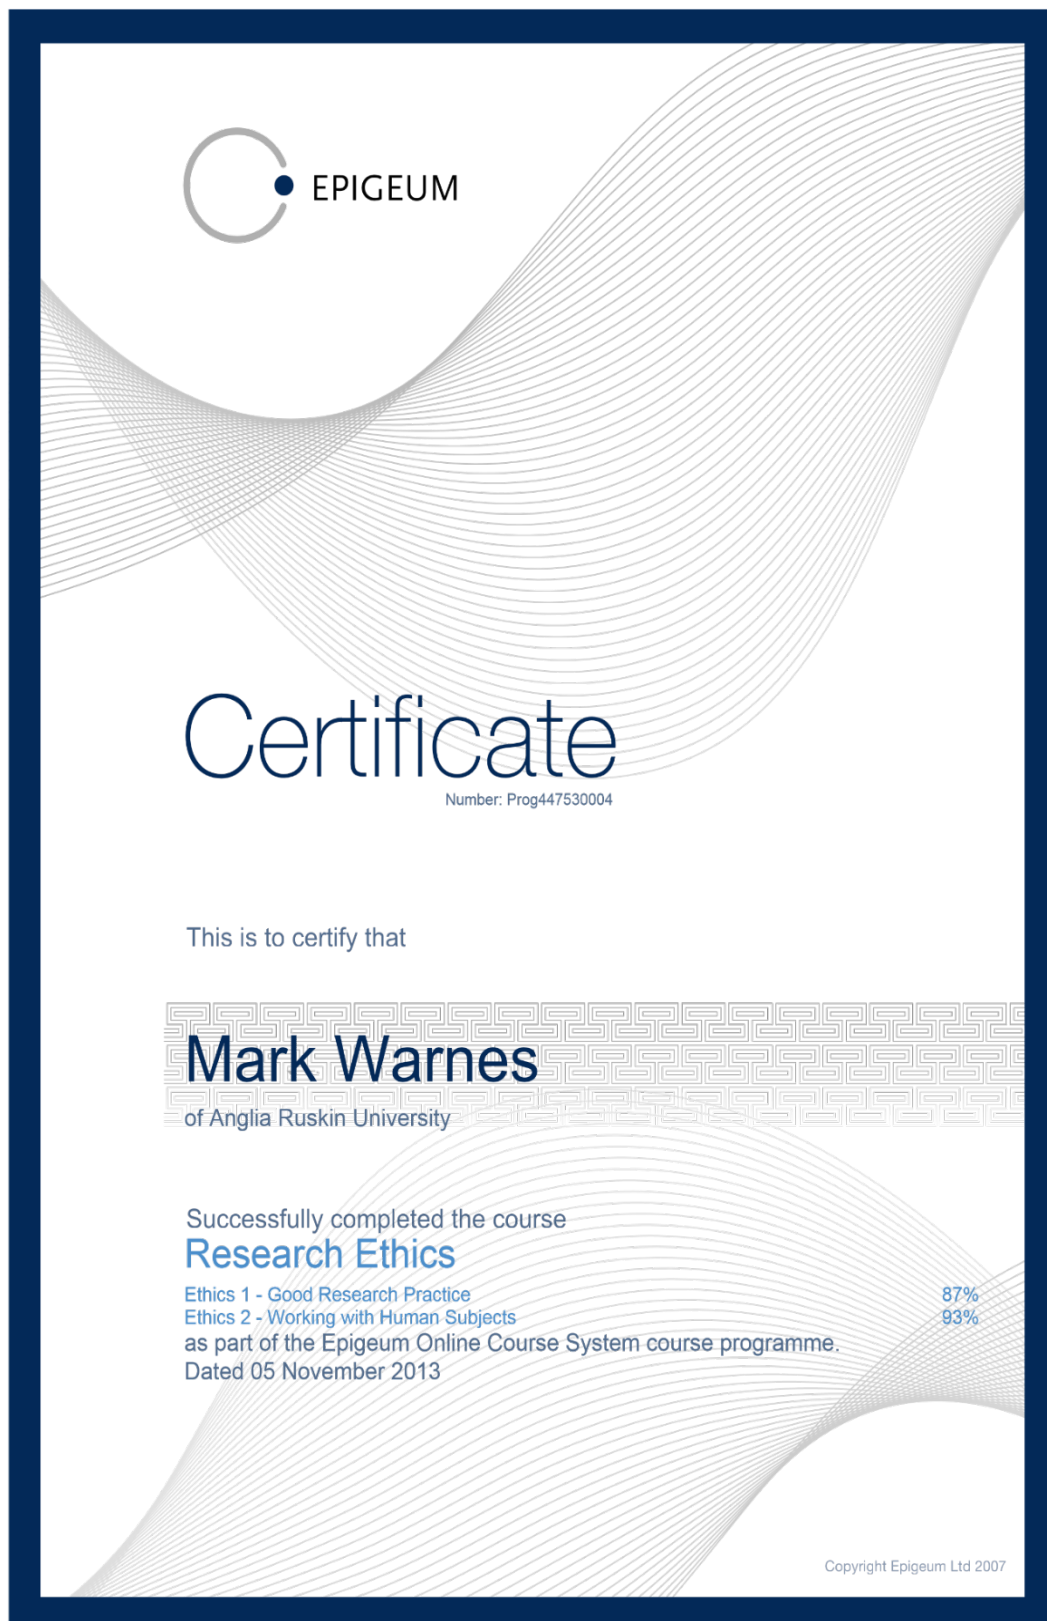 EPIGEUM
Certificate
Number: Prog447530004
This is to certify that
Mark Warnes
of Anglia Ruskin University
Successfully completed the course
Research Ethics
Ethics 1 - Good Research Practice 87%
Ethics 2 - Working with Human Subjects 93%
as part of the Epigeum Online Course System course programme.
Dated 05 November 2013
Copyright Epigeum Ltd 2007